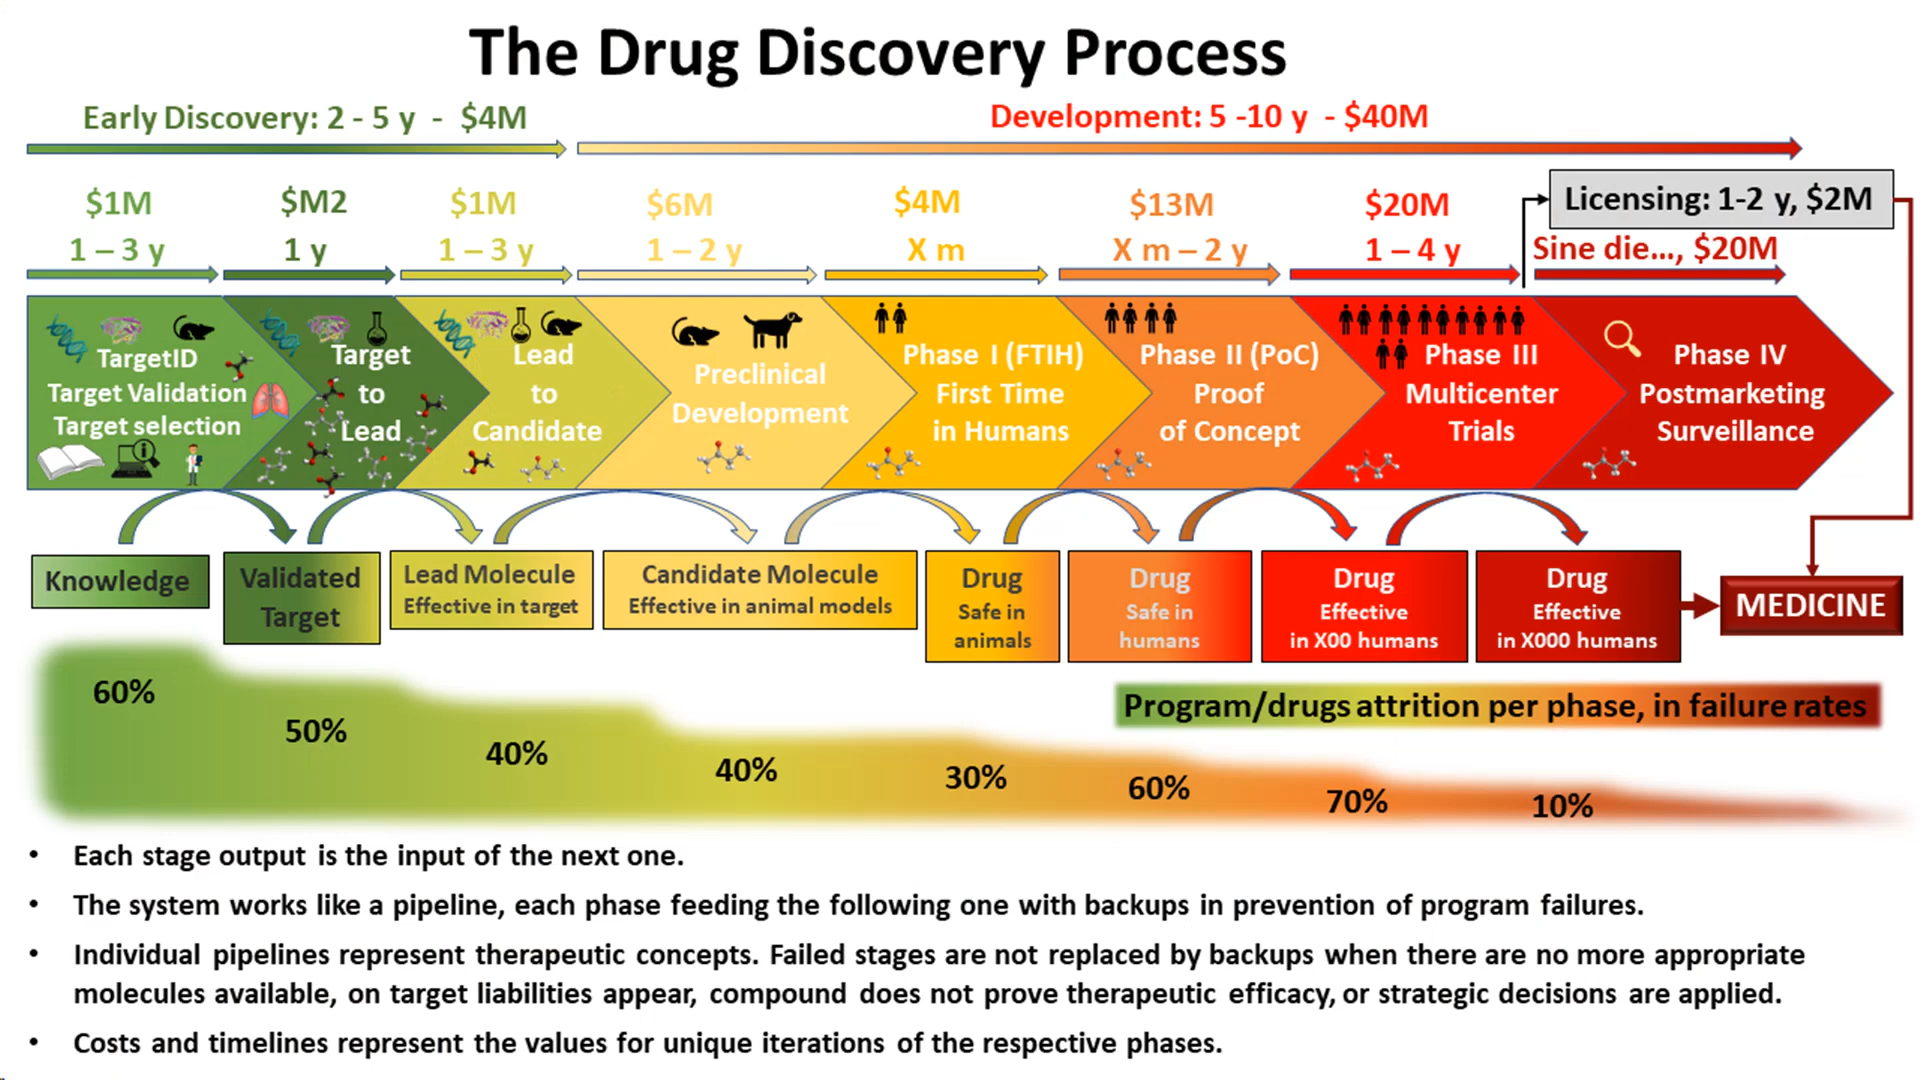 The Drug Discovery Process
Early Discovery: 2 - 5 y - $4M
Development: 5 -10 y - $40M
$1M
1 – 3 y
$M2
1 y
$1M
1 – 3 y
$6M
1 – 2 y
$4M
X m
$13M
X m – 2 y
$20M
1 – 4 y
Licensing: 1-2 y, $2M
Sine die..., $20M
TargetID
Target Validation
Target selection
Target
to
Lead
Lead
to
Candidate
Preclinical
Development
Phase I (FTIH)
First Time
in Humans
Phase II (PoC)
Proof
of Concept
Phase III
Multicenter
Trials
Phase IV
Postmarketing
Surveillance
Knowledge
Validated
Target
Lead Molecule
Effective in target
Candidate Molecule
Effective in animal models
Drug
Safe in
animals
Drug
Safe in
humans
Drug
Effective
in X00 humans
Drug
Effective
in X000 humans
MEDICINE
Program/drugs attrition per phase, in failure rates
60%
50%
40%
40%
30%
60%
70%
10%
• Each stage output is the input of the next one.
• The system works like a pipeline, each phase feeding the following one with backups in prevention of program failures.
• Individual pipelines represent therapeutic concepts. Failed stages are not replaced by backups when there are no more appropriate
molecules available, on target liabilities appear, compound does not prove therapeutic efficacy, or strategic decisions are applied.
• Costs and timelines represent the values for unique iterations of the respective phases.